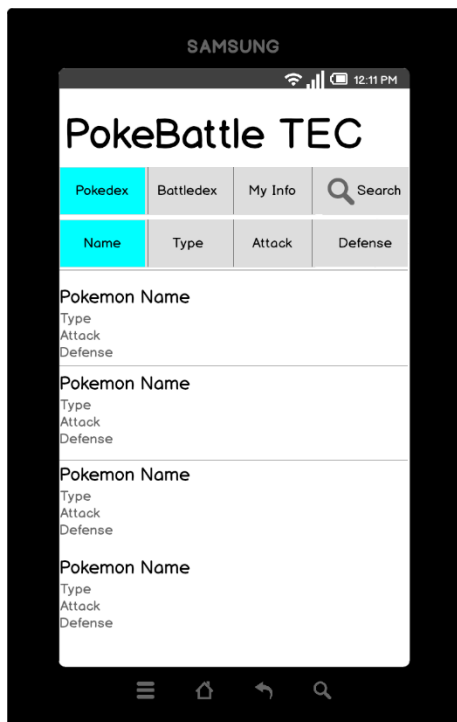 SAMSUNG
12:11 PM
PokeBattle TEC
Pokedex Battledex My Info Search
Name Type Attack Defense
Pokemon Name
Type
Attack
Defense
Pokemon Name
Type
Attack
Defense
Pokemon Name
Type
Attack
Defense
Pokemon Name
Type
Attack
Defense